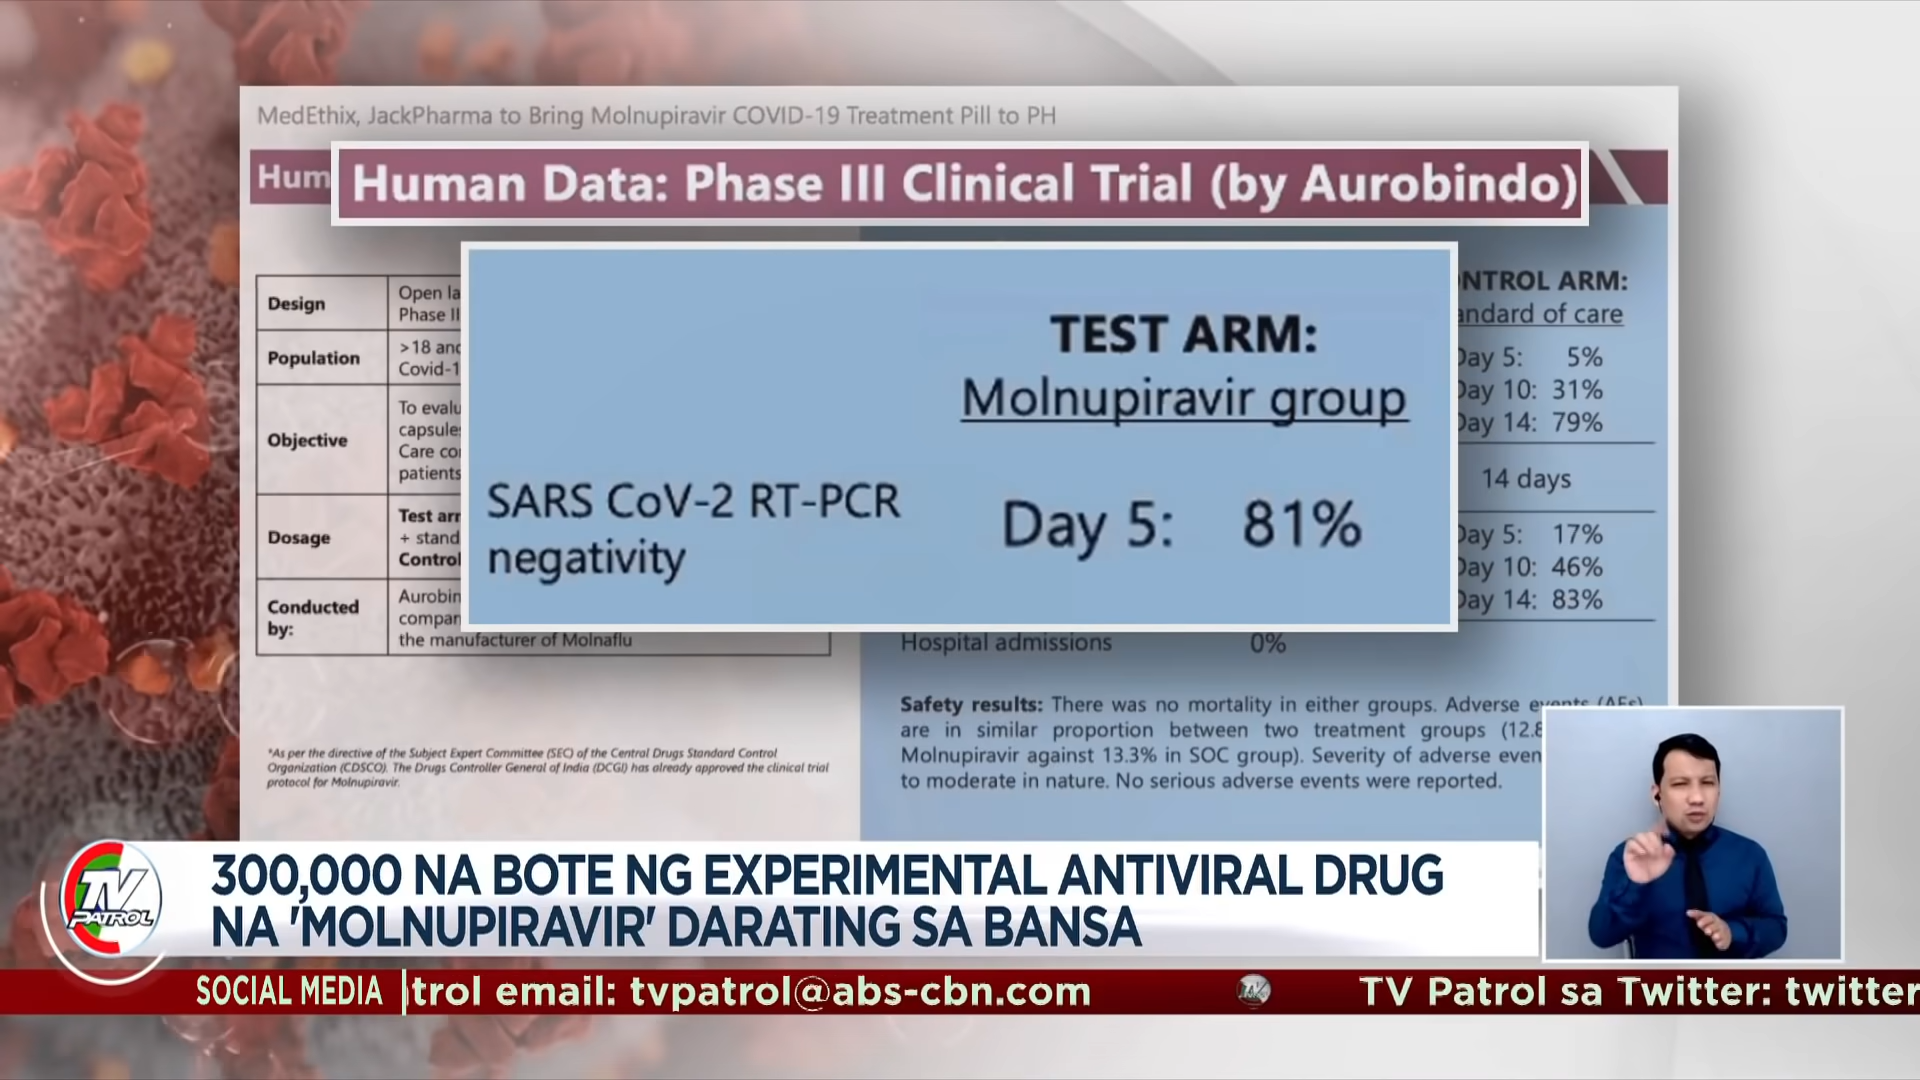 MedEthix, JackPharma to Bring Molnupiravir COVID-19 Treatment Pill to PH
Hum
Human Data: Phase III Clinical Trial (by Aurobindo)
Design
Open la
Phase II
Population
>18 and
Covid-1
Objective
To evalu
capsule
Care co
patients
Dosage
Test arr
+ stand
Control
Conducted
by:
Aurobin
compan
the manufacturer of Molnaflu
TEST ARM:
Molnupiravir group
SARS CoV-2 RT-PCR
negativity
Day 5: 81%
NTROL ARM:
andard of care
Day 5: 5%
Day 10: 31%
Day 14: 79%
14 days
Day 5: 17%
Day 10: 46%
Day 14: 83%
Hospital admissions 0%
Safety results: There was no mortality in either groups. Adverse events (AEs)
are in similar proportion between two treatment groups (12.8
Molnupiravir against 13.3% in SOC group). Severity of adverse even
to moderate in nature. No serious adverse events were reported.
*As per the directive of the Subject Expert Committee (SEC) of the Central Drugs Standard Control
Organization (CDSCO). The Drugs Controller General of India (DCGI) has already approved the clinical trial
protocol for Molnupiravir.
TV
PATROL
300,000 NA BOTE NG EXPERIMENTAL ANTIVIRAL DRUG
NA 'MOLNUPIRAVIR' DARATING SA BANSA
SOCIAL MEDIA
trol email: tvpatrol@abs-cbn.com
TV Patrol sa Twitter: twitter